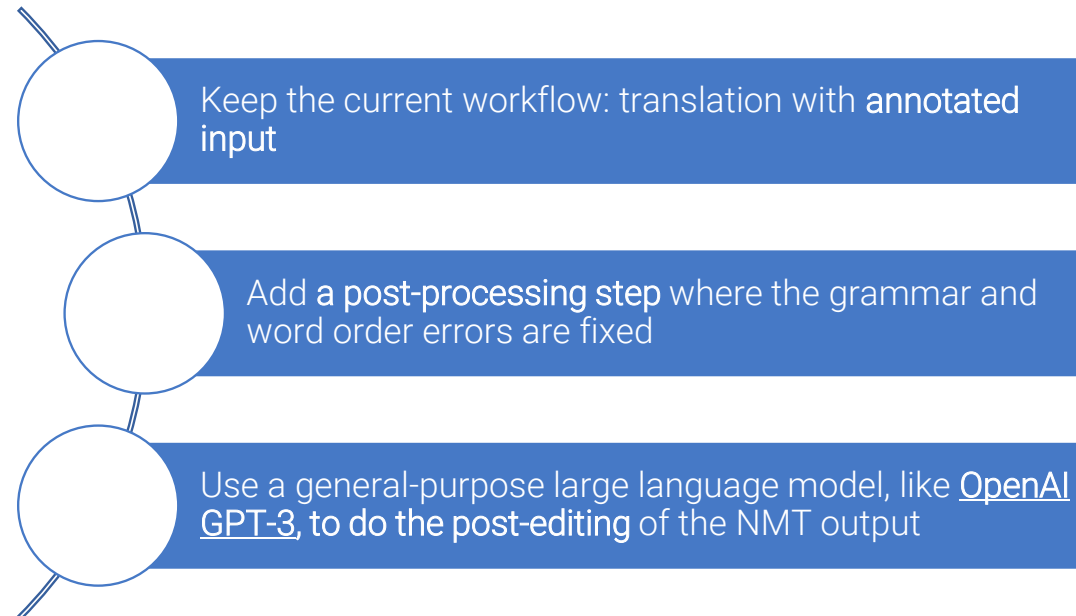 Keep the current workflow: translation with annotated
input
Add a post-processing step where the grammar and
word order errors are fixed
Use a general-purpose large language model, like OpenAI
GPT-3, to do the post-editing of the NMT output